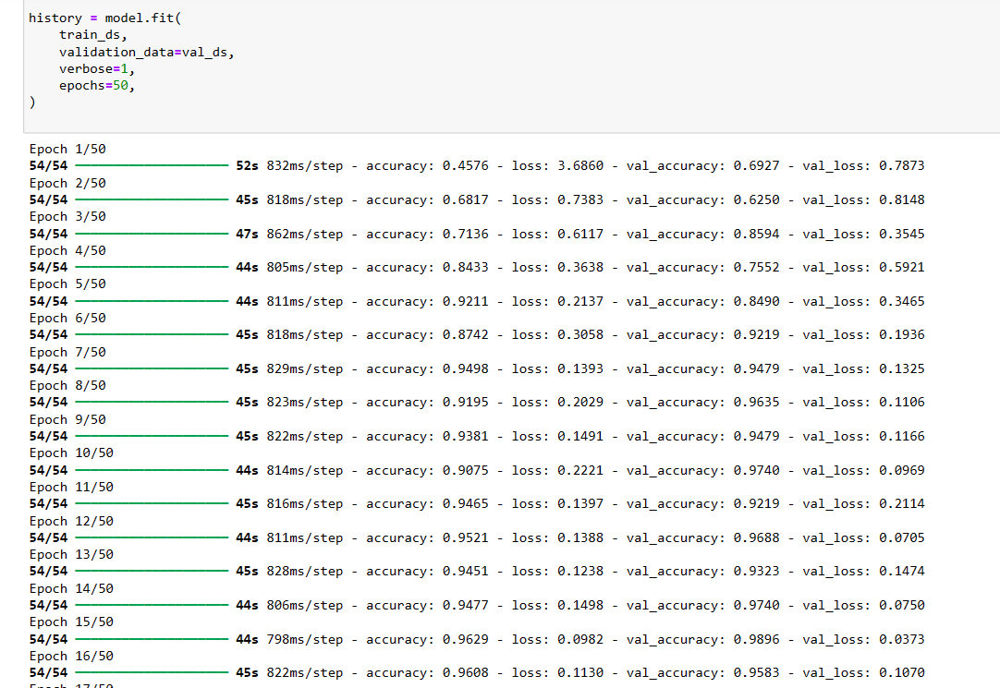 history = model.fit(
    train_ds,
    validation_data=val_ds,
    verbose=1,
    epochs=50,
)
Epoch 1/50
54/54 ━━━━━━━━━━━━━━━━━━━━ 52s 832ms/step - accuracy: 0.4576 - loss: 3.6860 - val_accuracy: 0.6927 - val_loss: 0.7873
Epoch 2/50
54/54 ━━━━━━━━━━━━━━━━━━━━ 45s 818ms/step - accuracy: 0.6817 - loss: 0.7383 - val_accuracy: 0.6250 - val_loss: 0.8148
Epoch 3/50
54/54 ━━━━━━━━━━━━━━━━━━━━ 47s 862ms/step - accuracy: 0.7136 - loss: 0.6117 - val_accuracy: 0.8594 - val_loss: 0.3545
Epoch 4/50
54/54 ━━━━━━━━━━━━━━━━━━━━ 44s 805ms/step - accuracy: 0.8433 - loss: 0.3638 - val_accuracy: 0.7552 - val_loss: 0.5921
Epoch 5/50
54/54 ━━━━━━━━━━━━━━━━━━━━ 44s 811ms/step - accuracy: 0.9211 - loss: 0.2137 - val_accuracy: 0.8490 - val_loss: 0.3465
Epoch 6/50
54/54 ━━━━━━━━━━━━━━━━━━━━ 45s 818ms/step - accuracy: 0.8742 - loss: 0.3058 - val_accuracy: 0.9219 - val_loss: 0.1936
Epoch 7/50
54/54 ━━━━━━━━━━━━━━━━━━━━ 45s 829ms/step - accuracy: 0.9498 - loss: 0.1393 - val_accuracy: 0.9479 - val_loss: 0.1325
Epoch 8/50
54/54 ━━━━━━━━━━━━━━━━━━━━ 45s 823ms/step - accuracy: 0.9195 - loss: 0.2029 - val_accuracy: 0.9635 - val_loss: 0.1106
Epoch 9/50
54/54 ━━━━━━━━━━━━━━━━━━━━ 45s 822ms/step - accuracy: 0.9381 - loss: 0.1491 - val_accuracy: 0.9479 - val_loss: 0.1166
Epoch 10/50
54/54 ━━━━━━━━━━━━━━━━━━━━ 44s 814ms/step - accuracy: 0.9075 - loss: 0.2221 - val_accuracy: 0.9740 - val_loss: 0.0969
Epoch 11/50
54/54 ━━━━━━━━━━━━━━━━━━━━ 45s 816ms/step - accuracy: 0.9465 - loss: 0.1397 - val_accuracy: 0.9219 - val_loss: 0.2114
Epoch 12/50
54/54 ━━━━━━━━━━━━━━━━━━━━ 44s 811ms/step - accuracy: 0.9521 - loss: 0.1388 - val_accuracy: 0.9688 - val_loss: 0.0705
Epoch 13/50
54/54 ━━━━━━━━━━━━━━━━━━━━ 45s 828ms/step - accuracy: 0.9451 - loss: 0.1238 - val_accuracy: 0.9323 - val_loss: 0.1474
Epoch 14/50
54/54 ━━━━━━━━━━━━━━━━━━━━ 44s 806ms/step - accuracy: 0.9477 - loss: 0.1498 - val_accuracy: 0.9740 - val_loss: 0.0750
Epoch 15/50
54/54 ━━━━━━━━━━━━━━━━━━━━ 44s 798ms/step - accuracy: 0.9629 - loss: 0.0982 - val_accuracy: 0.9896 - val_loss: 0.0373
Epoch 16/50
54/54 ━━━━━━━━━━━━━━━━━━━━ 45s 822ms/step - accuracy: 0.9608 - loss: 0.1130 - val_accuracy: 0.9583 - val_loss: 0.1070
Epoch 17/50